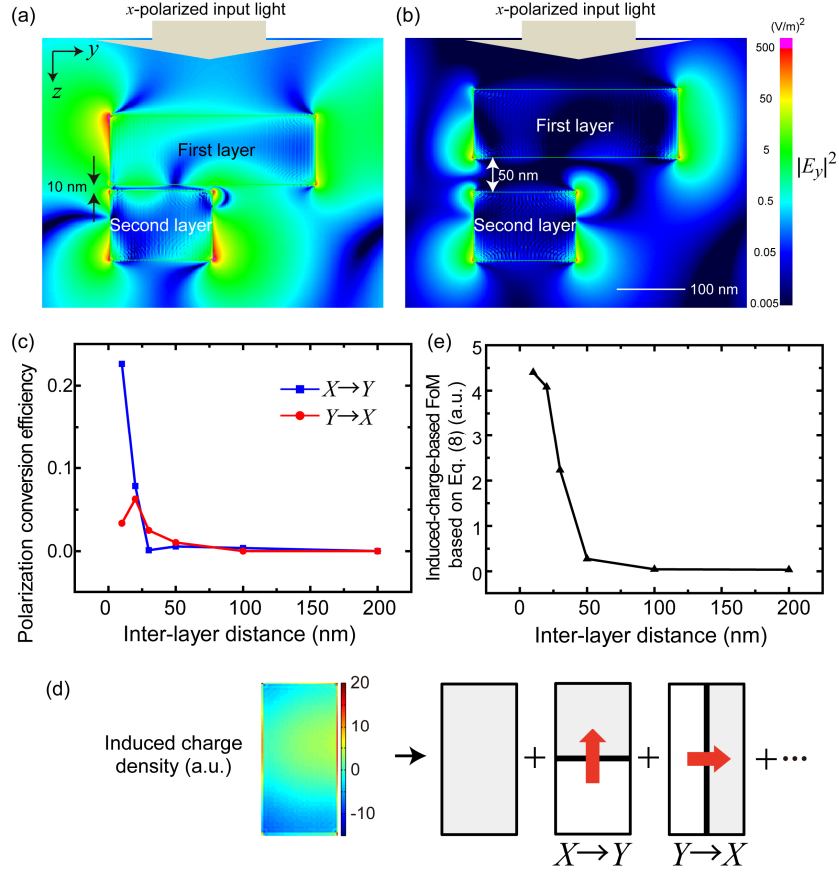 (a)
x-polarized input light
y
z
First layer
10 nm
Second layer
(b)
x-polarized input light
First layer
50 nm
Second layer
100 nm
(V/m)²
500
50
5
0.5
0.05
0.005
|E_y|²
(c)
Polarization conversion efficiency
0.2
0.1
0.0
X→Y
Y→X
0 50 100 150 200
Inter-layer distance (nm)
(e)
Induced-charge-based FoM
based on Eq. (8) (a.u.)
5
4
3
2
1
0
0 50 100 150 200
Inter-layer distance (nm)
(d)
Induced charge
density (a.u.)
20
10
0
-10
+ + + ···
X→Y
Y→X